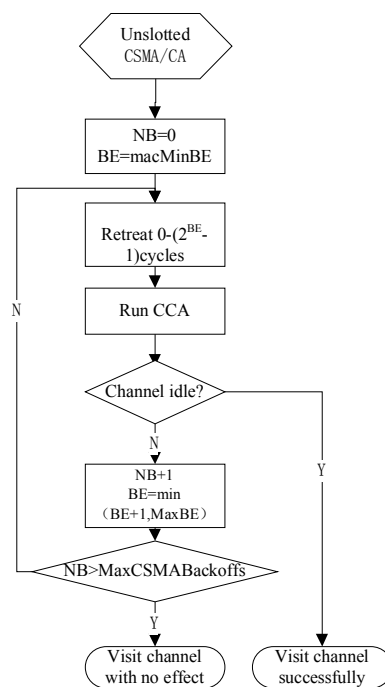 Unslotted
CSMA/CA
NB=0
BE=macMinBE
Retreat 0-(2^BE-
1)cycles
N
Run CCA
Channel idle?
N
Y
NB+1
BE=min
（BE+1,MaxBE）
NB>MaxCSMABackoffs
Y
Visit channel
with no effect
Visit channel
successfully